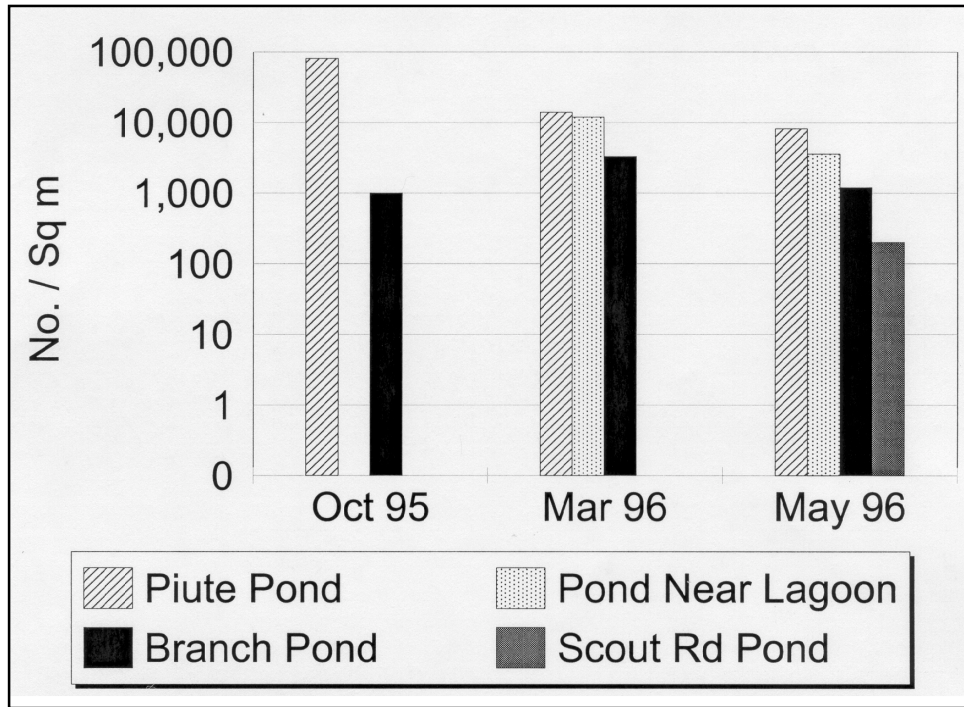 100,000
10,000
1,000
100
10
1
0
No. / Sq m
Oct 95 Mar 96 May 96
Piute Pond Pond Near Lagoon
Branch Pond Scout Rd Pond